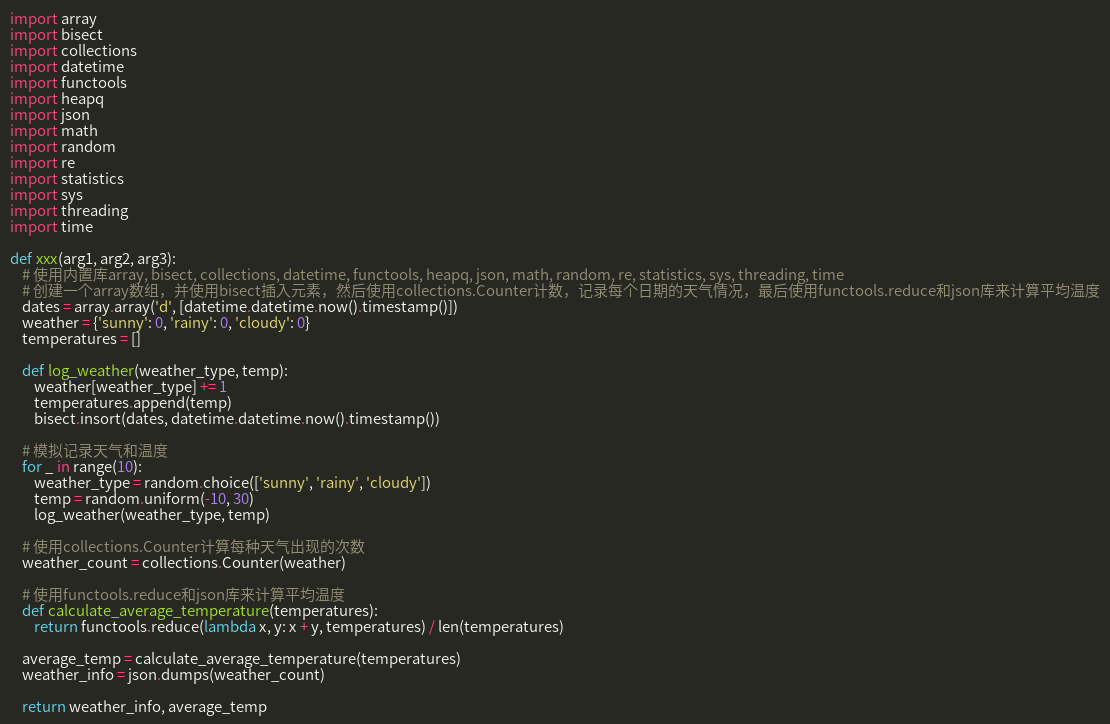 import array
import bisect
import collections
import datetime
import functools
import heapq
import json
import math
import random
import re
import statistics
import sys
import threading
import time

def xxx(arg1, arg2, arg3):
    # 使用内置库array, bisect, collections, datetime, functools, heapq, json, math, random, re, statistics, sys, threading, time
    # 创建一个array数组，并使用bisect插入元素，然后使用collections.Counter计数，记录每个日期的天气情况，最后使用functools.reduce和json库来计算平均温度
    dates = array.array('d', [datetime.datetime.now().timestamp()])
    weather = {'sunny': 0, 'rainy': 0, 'cloudy': 0}
    temperatures = []

    def log_weather(weather_type, temp):
        weather[weather_type] += 1
        temperatures.append(temp)
        bisect.insort(dates, datetime.datetime.now().timestamp())

    # 模拟记录天气和温度
    for _ in range(10):
        weather_type = random.choice(['sunny', 'rainy', 'cloudy'])
        temp = random.uniform(-10, 30)
        log_weather(weather_type, temp)

    # 使用collections.Counter计算每种天气出现的次数
    weather_count = collections.Counter(weather)

    # 使用functools.reduce和json库来计算平均温度
    def calculate_average_temperature(temperatures):
        return functools.reduce(lambda x, y: x + y, temperatures) / len(temperatures)

    average_temp = calculate_average_temperature(temperatures)
    weather_info = json.dumps(weather_count)

    return weather_info, average_temp